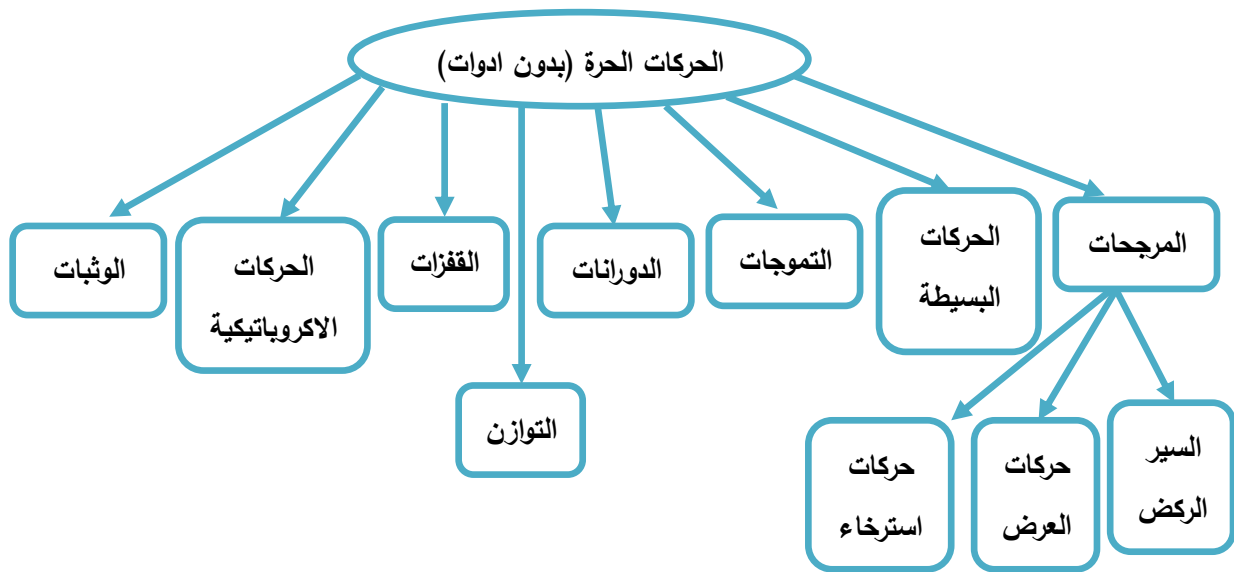 الحركات الحرة (بدون ادوات)
المرجحات
الحركات
البسيطة
التموجات
الدورانات
القفزات
الحركات
الاكروباتيكية
الوثبات
التوازن
السير
الركض
حركات
العرض
حركات
استرخاء